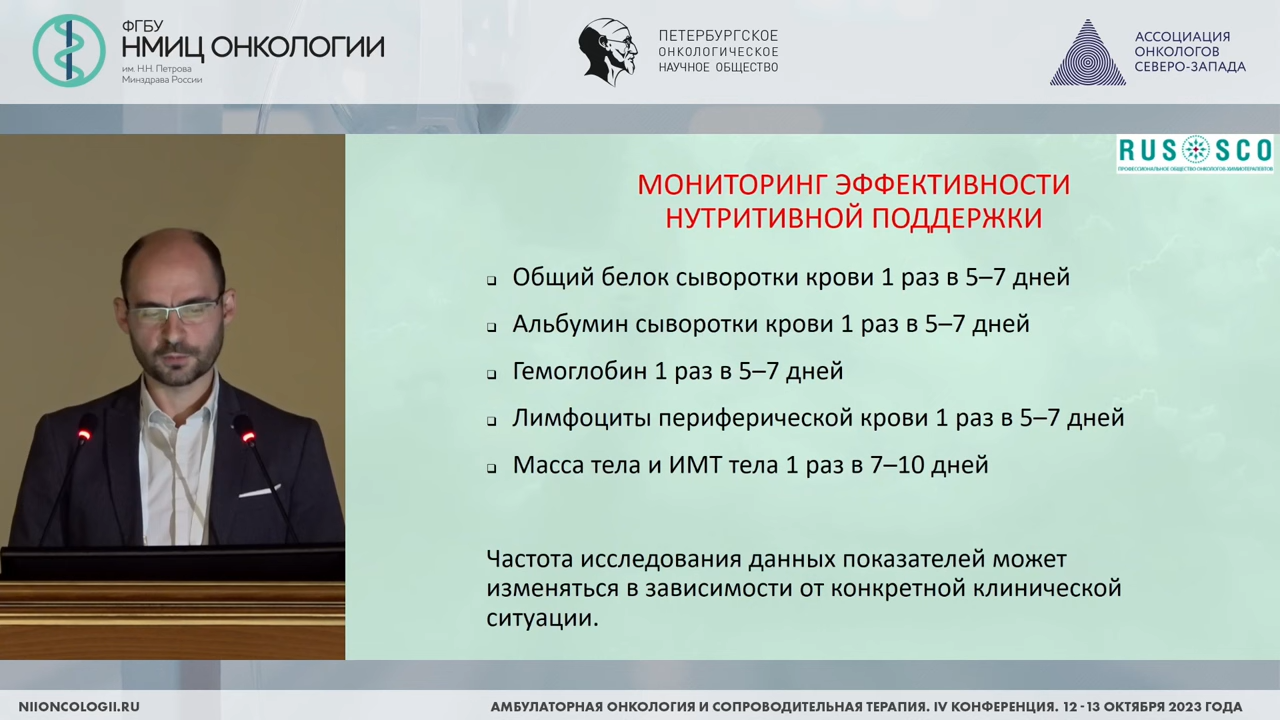 ФГБУ
НМИЦ ОНКОЛОГИИ
им. Н.Н. Петрова
Минздрава России
ПЕТЕРБУРГСКОЕ
ОНКОЛОГИЧЕСКОЕ
НАУЧНОЕ ОБЩЕСТВО
АССОЦИАЦИЯ
ОНКОЛОГОВ
СЕВЕРО-ЗАПАДА
RUSSCO
ПРОФЕССИОНАЛЬНОЕ ОБЩЕСТВО ОНКОЛОГОВ-ХИМИОТЕРАПЕВТОВ
МОНИТОРИНГ ЭФФЕКТИВНОСТИ
НУТРИТИВНОЙ ПОДДЕРЖКИ
Общий белок сыворотки крови 1 раз в 5–7 дней
Альбумин сыворотки крови 1 раз в 5–7 дней
Гемоглобин 1 раз в 5–7 дней
Лимфоциты периферической крови 1 раз в 5–7 дней
Масса тела и ИМТ тела 1 раз в 7–10 дней
Частота исследования данных показателей может
изменяться в зависимости от конкретной клинической
ситуации.
NIIONCOLOGII.RU
АМБУЛАТОРНАЯ ОНКОЛОГИЯ И СОПРОВОДИТЕЛЬНАЯ ТЕРАПИЯ. IV КОНФЕРЕНЦИЯ. 12-13 ОКТЯБРЯ 2023 ГОДА